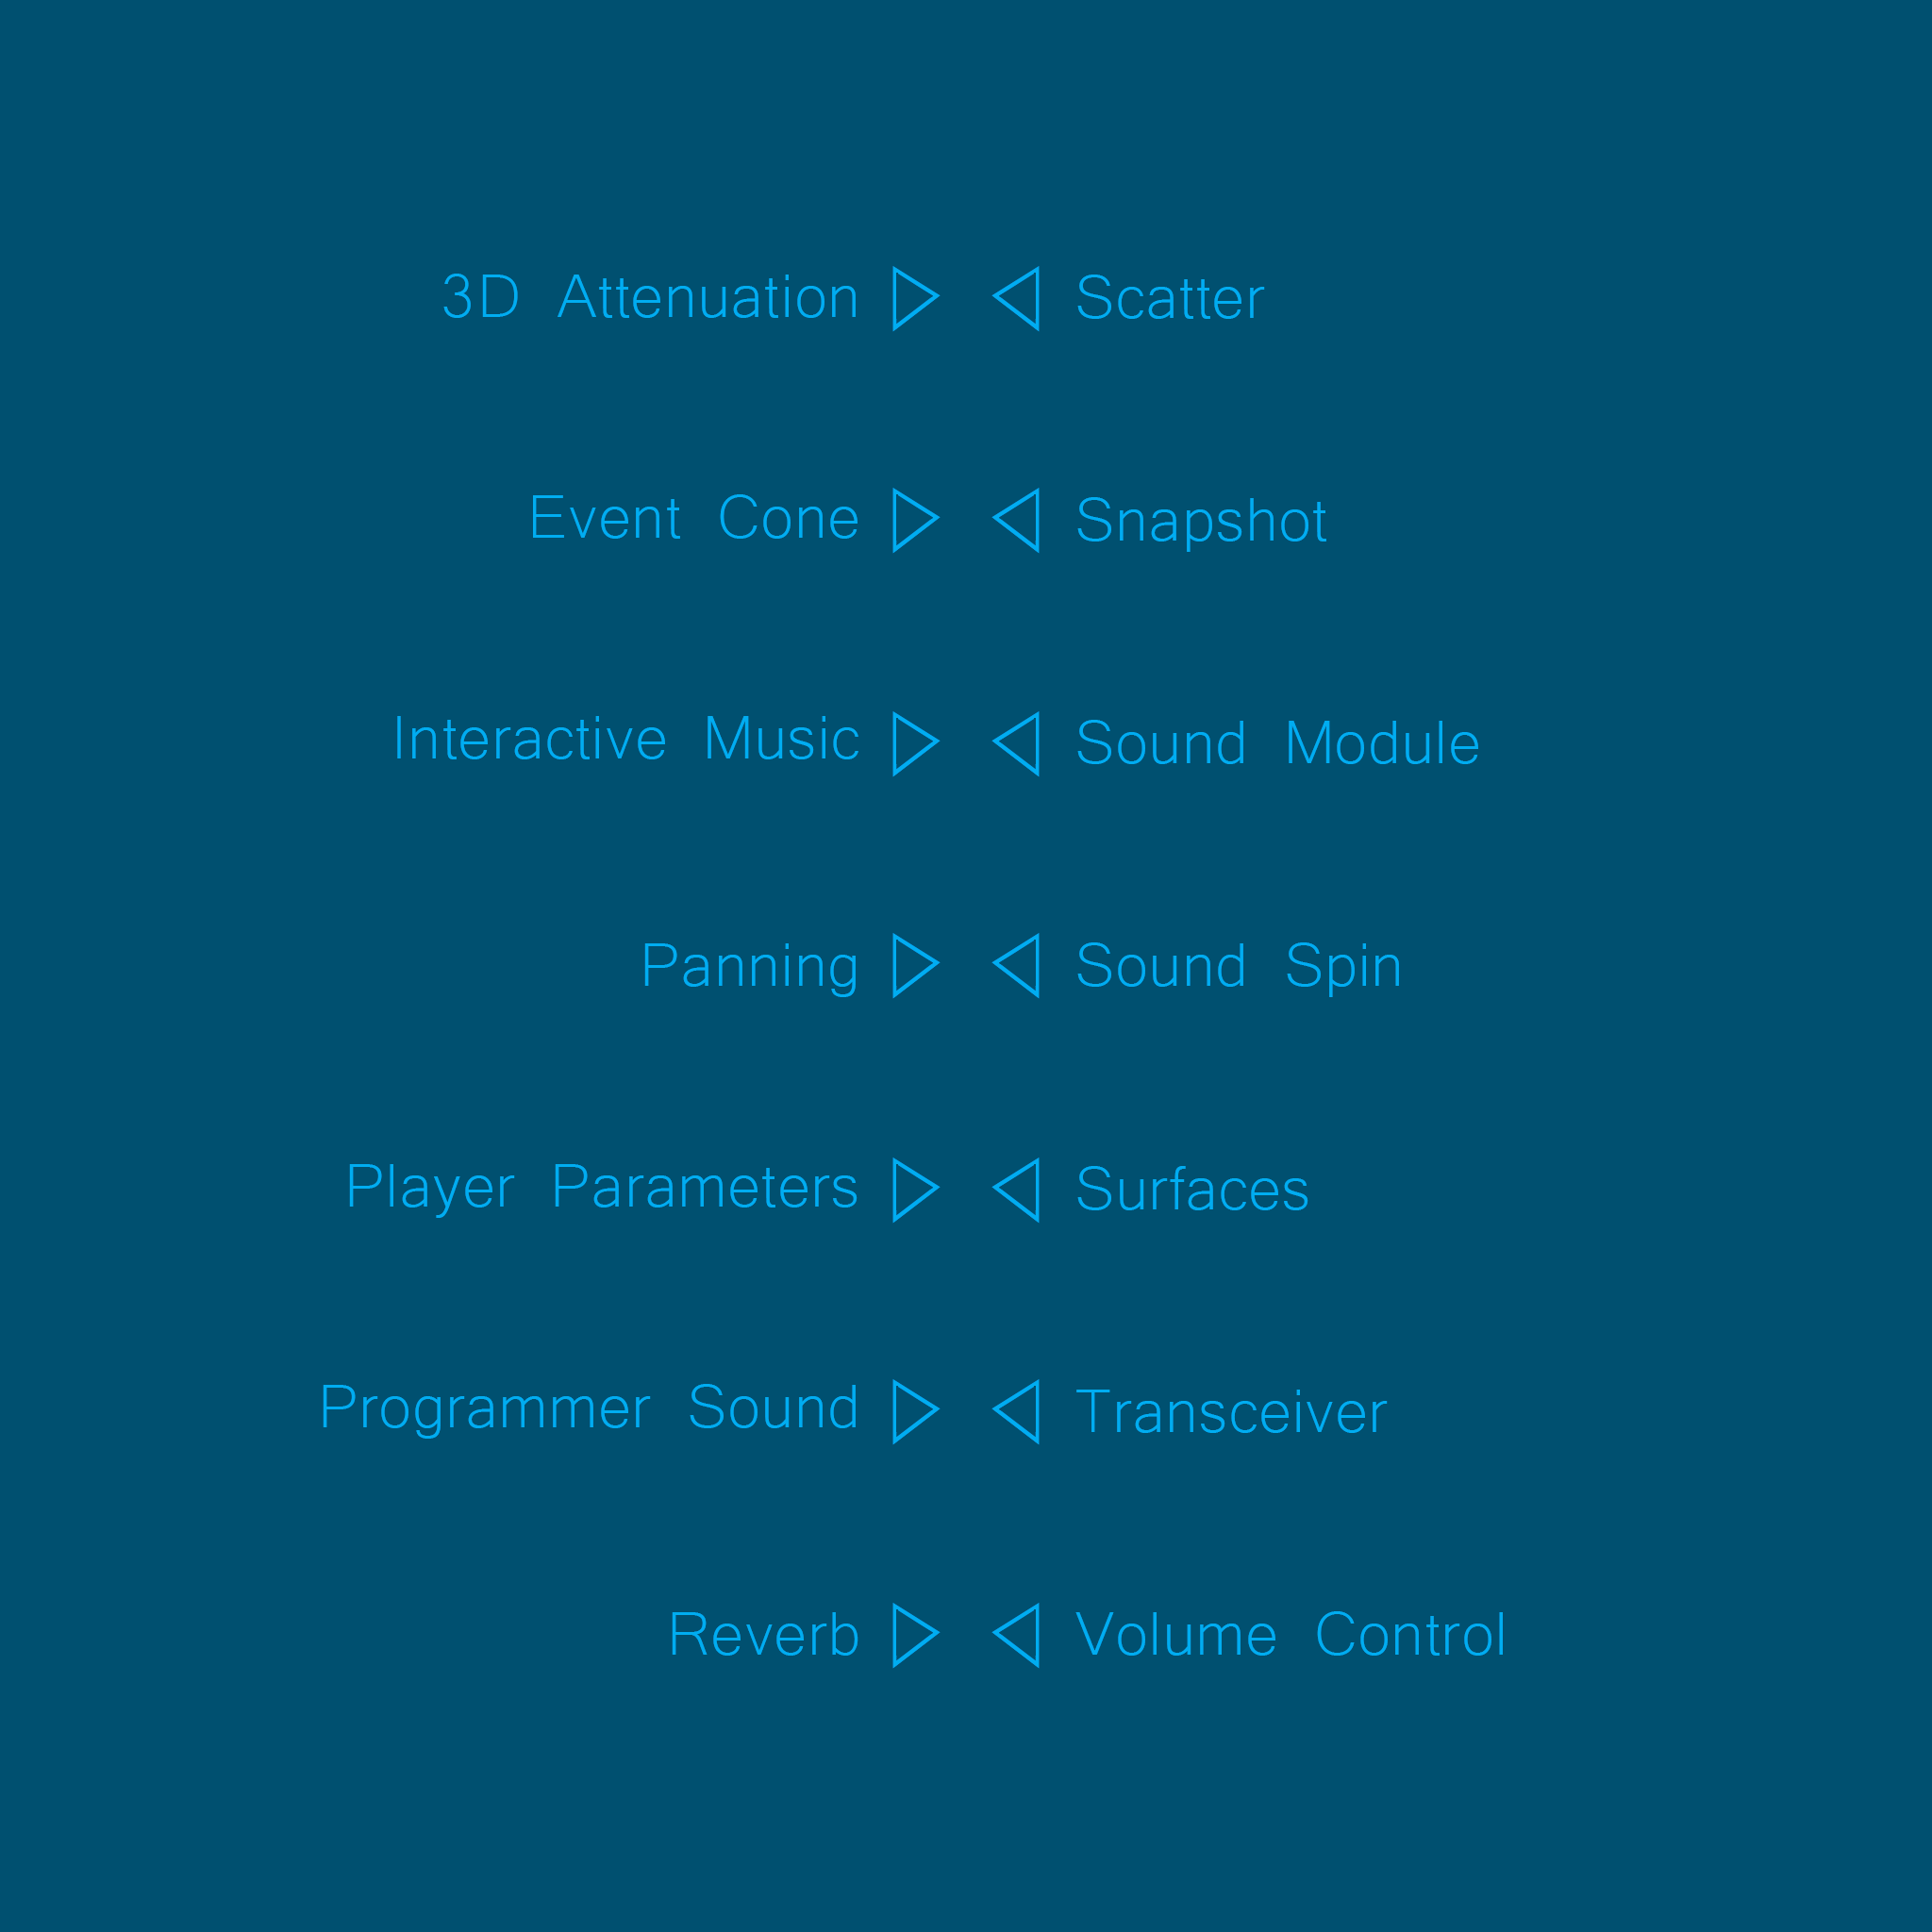 3D Attenuation
Scatter
Event Cone
Snapshot
Interactive Music
Sound Module
Panning
Sound Spin
Player Parameters
Surfaces
Programmer Sound
Transceiver
Reverb
Volume Control